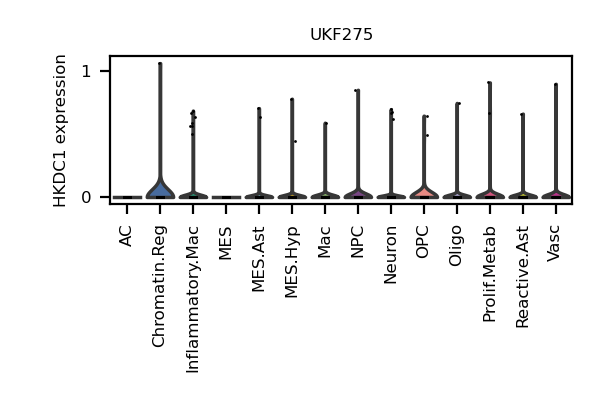 UKF275
HKDC1 expression
1
0
AC
Chromatin.Reg
Inflammatory.Mac
MES
MES.Ast
MES.Hyp
Mac
NPC
Neuron
OPC
Oligo
Prolif.Metab
Reactive.Ast
Vasc